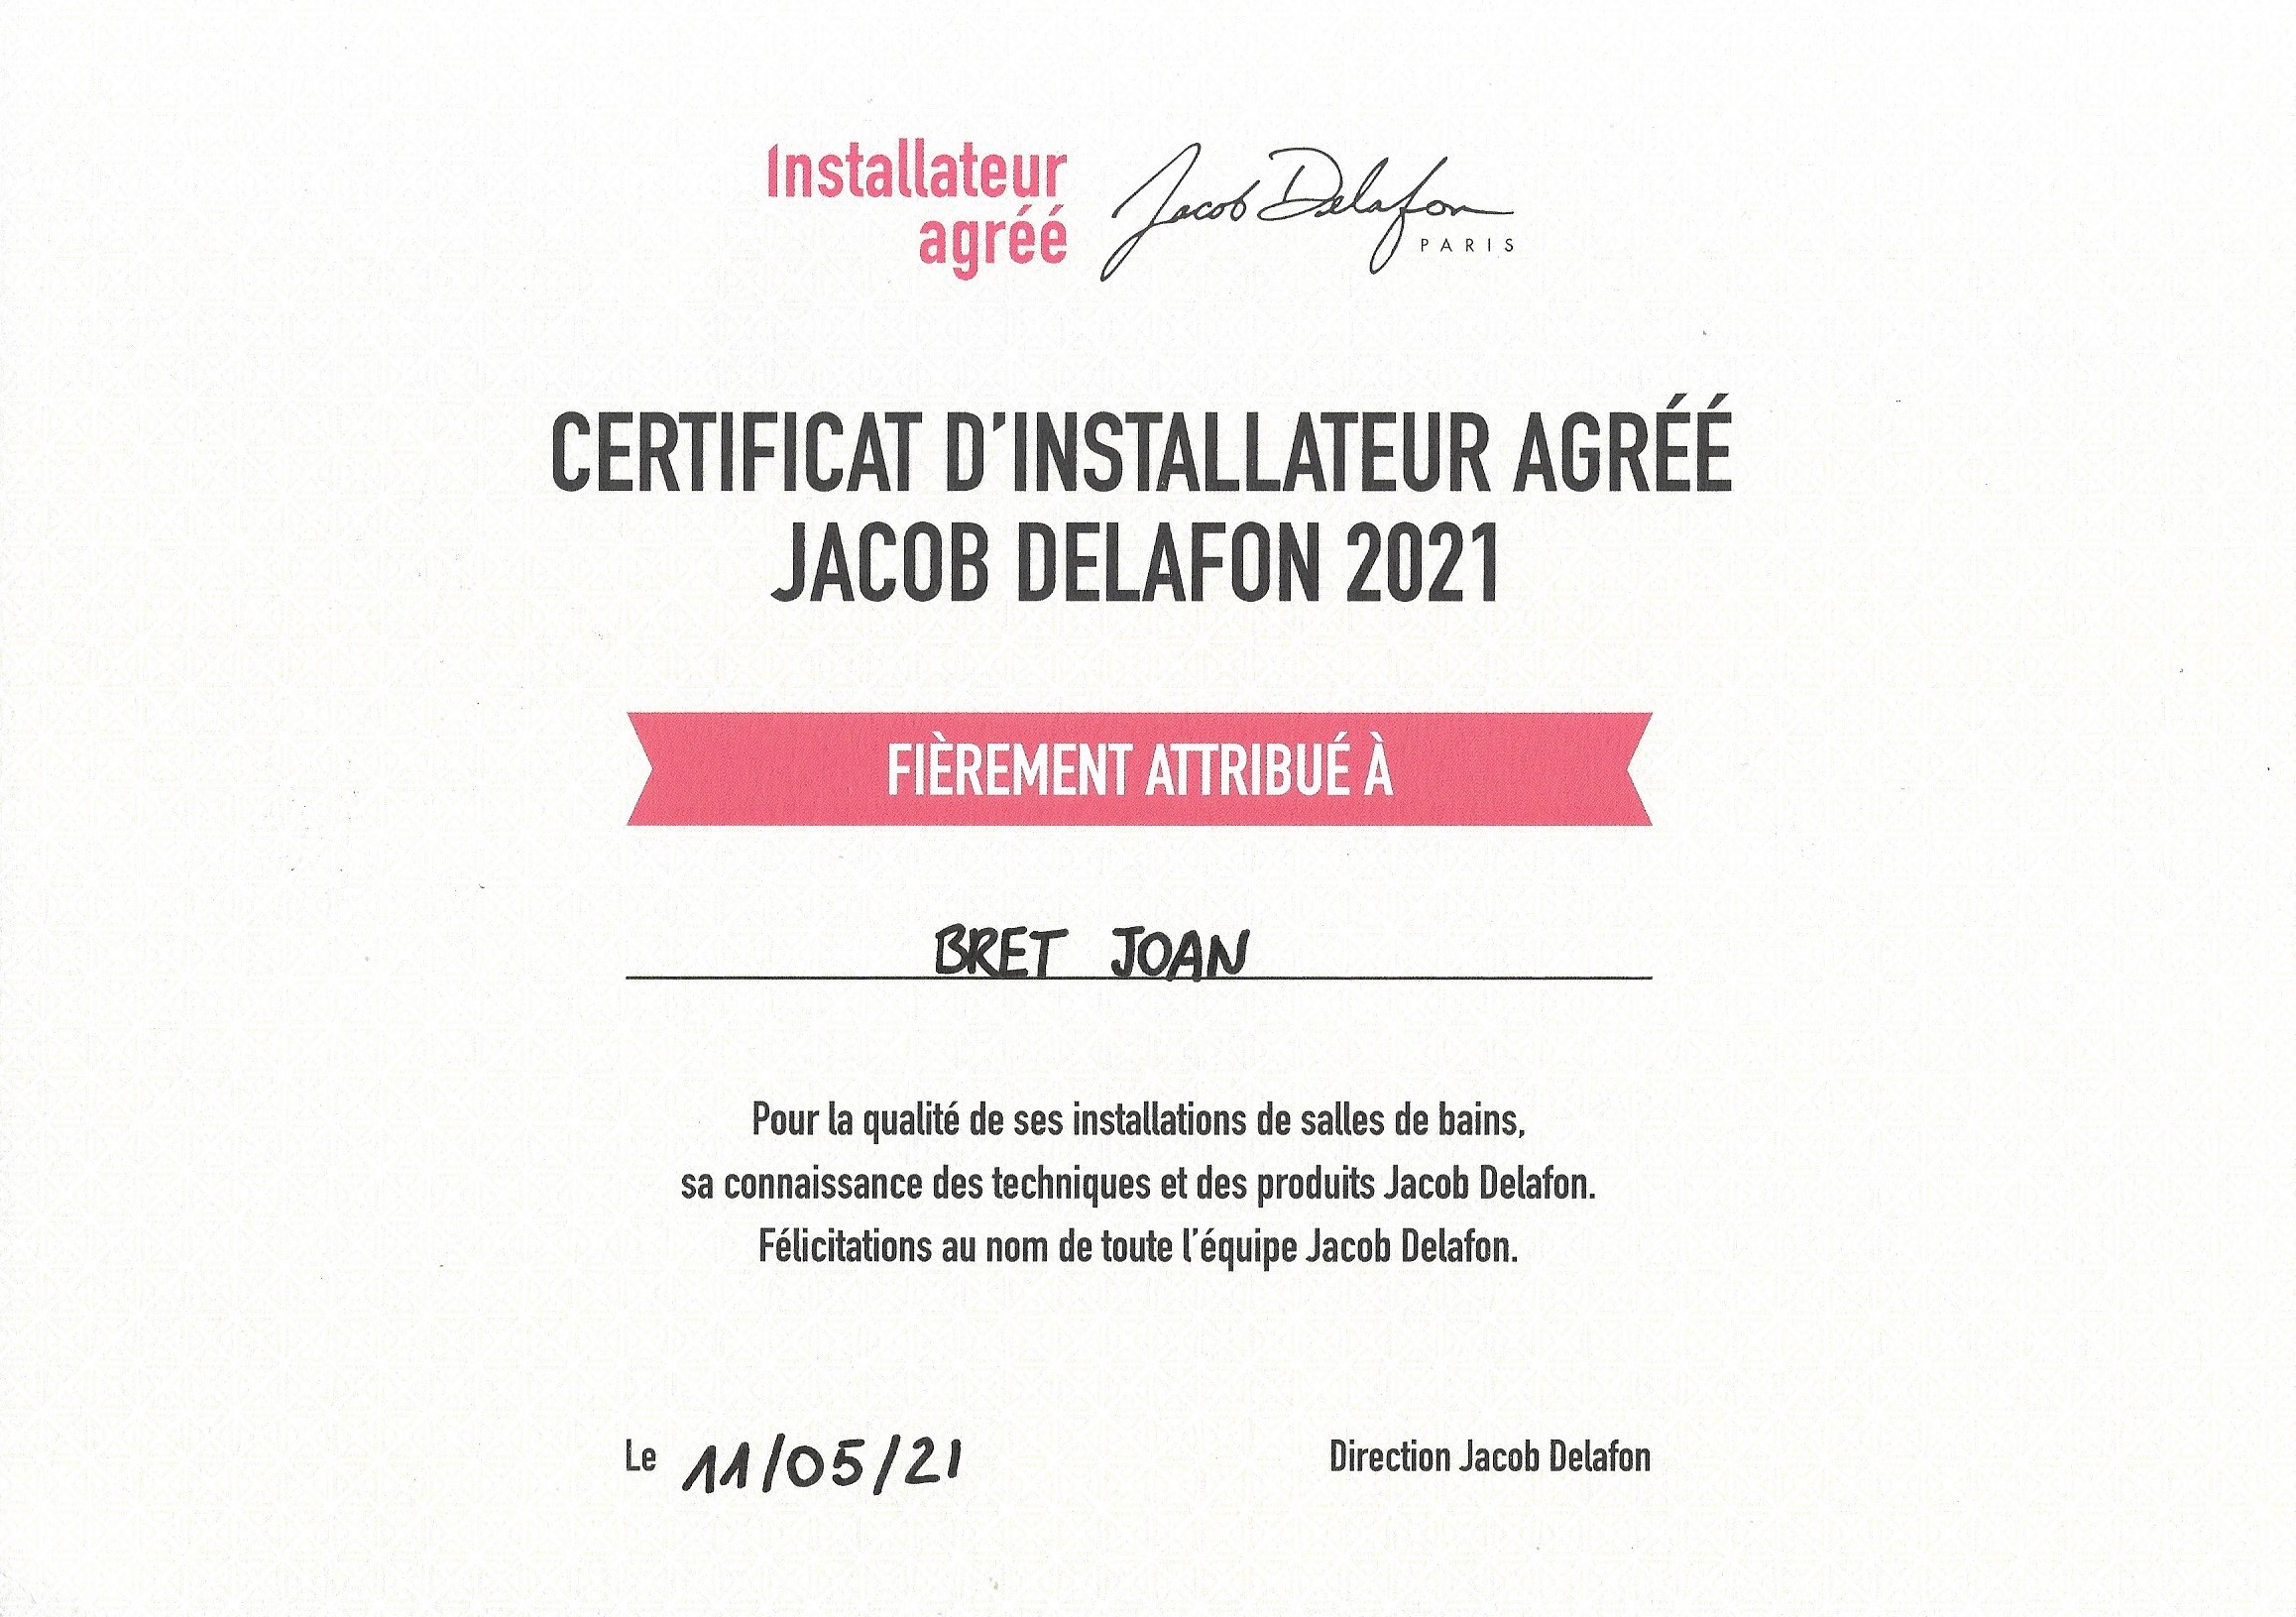 Installateur
agréé
Jacob Delafon
PARIS
CERTIFICAT D'INSTALLATEUR AGRÉÉ
JACOB DELAFON 2021
FIÈREMENT ATTRIBUÉ À
BRET JOAN
Pour la qualité de ses installations de salles de bains,
sa connaissance des techniques et des produits Jacob Delafon.
Félicitations au nom de toute l'équipe Jacob Delafon.
Le 11/05/21
Direction Jacob Delafon